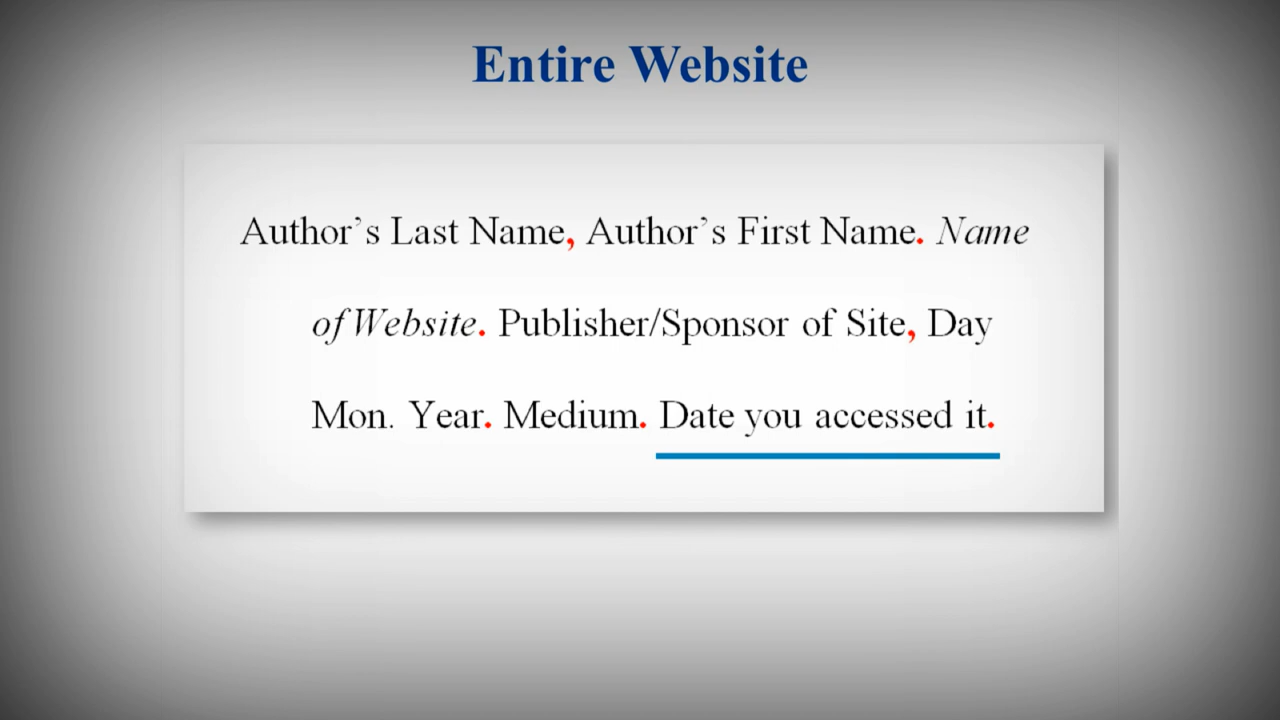 Entire Website
Author’s Last Name, Author’s First Name. Name
of Website. Publisher/Sponsor of Site, Day
Mon. Year. Medium. Date you accessed it.